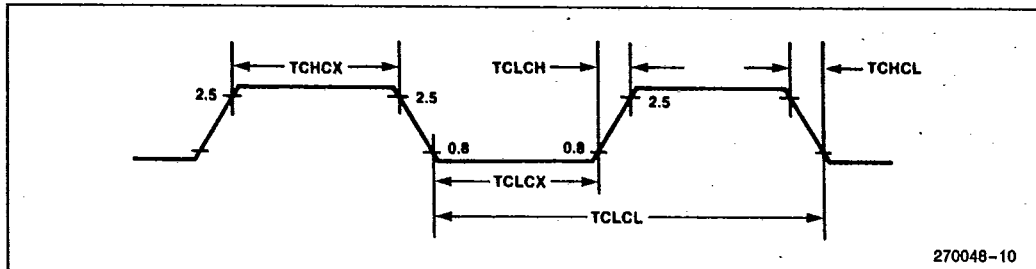 TCHCX
TCLCH
TCHCL
2.5
2.5
2.5
0.8
0.8
TCLCX
TCLCL
270048-10